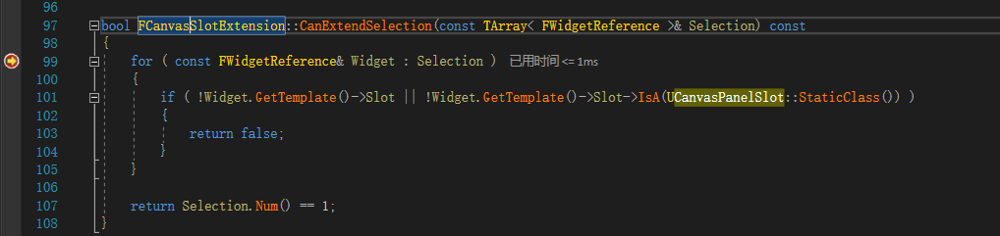 96
97 bool FCanvasSlotExtension::CanExtendSelection(const TArray< FWidgetReference >& Selection) const
98 {
99 for ( const FWidgetReference& Widget : Selection ) 已用时间 <= 1ms
100 {
101 if ( !Widget.GetTemplate()->Slot || !Widget.GetTemplate()->Slot->IsA(UCanvasPanelSlot::StaticClass()) )
102 {
103 return false;
104 }
105 }
106
107 return Selection.Num() == 1;
108 }